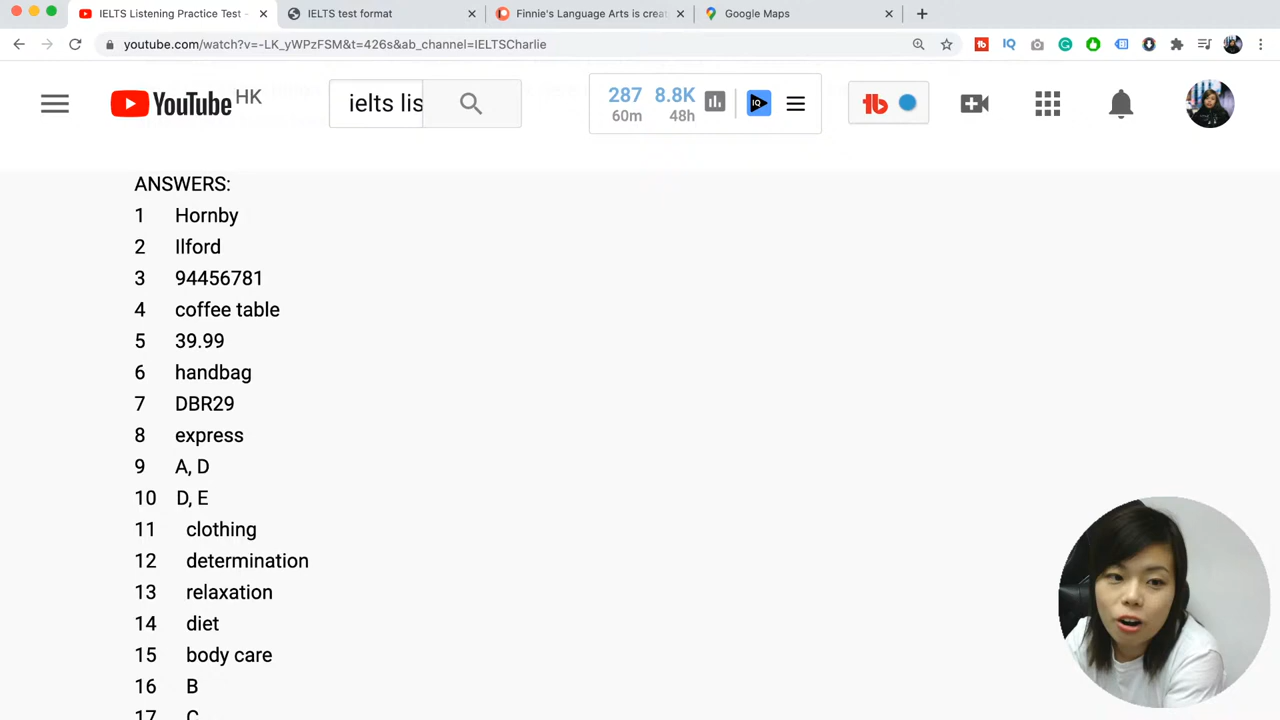 IELTS Listening Practice Test -
IELTS test format
Finnie's Language Arts is creat
Google Maps
youtube.com/watch?v=-LK_yWPzFSM&t=426s&ab_channel=IELTSCharlie
YouTube HK
ielts lis
287 8.8K
60m 48h
IQ
ANSWERS:
1 Hornby
2 Ilford
3 94456781
4 coffee table
5 39.99
6 handbag
7 DBR29
8 express
9 A, D
10 D, E
11 clothing
12 determination
13 relaxation
14 diet
15 body care
16 B
17 C